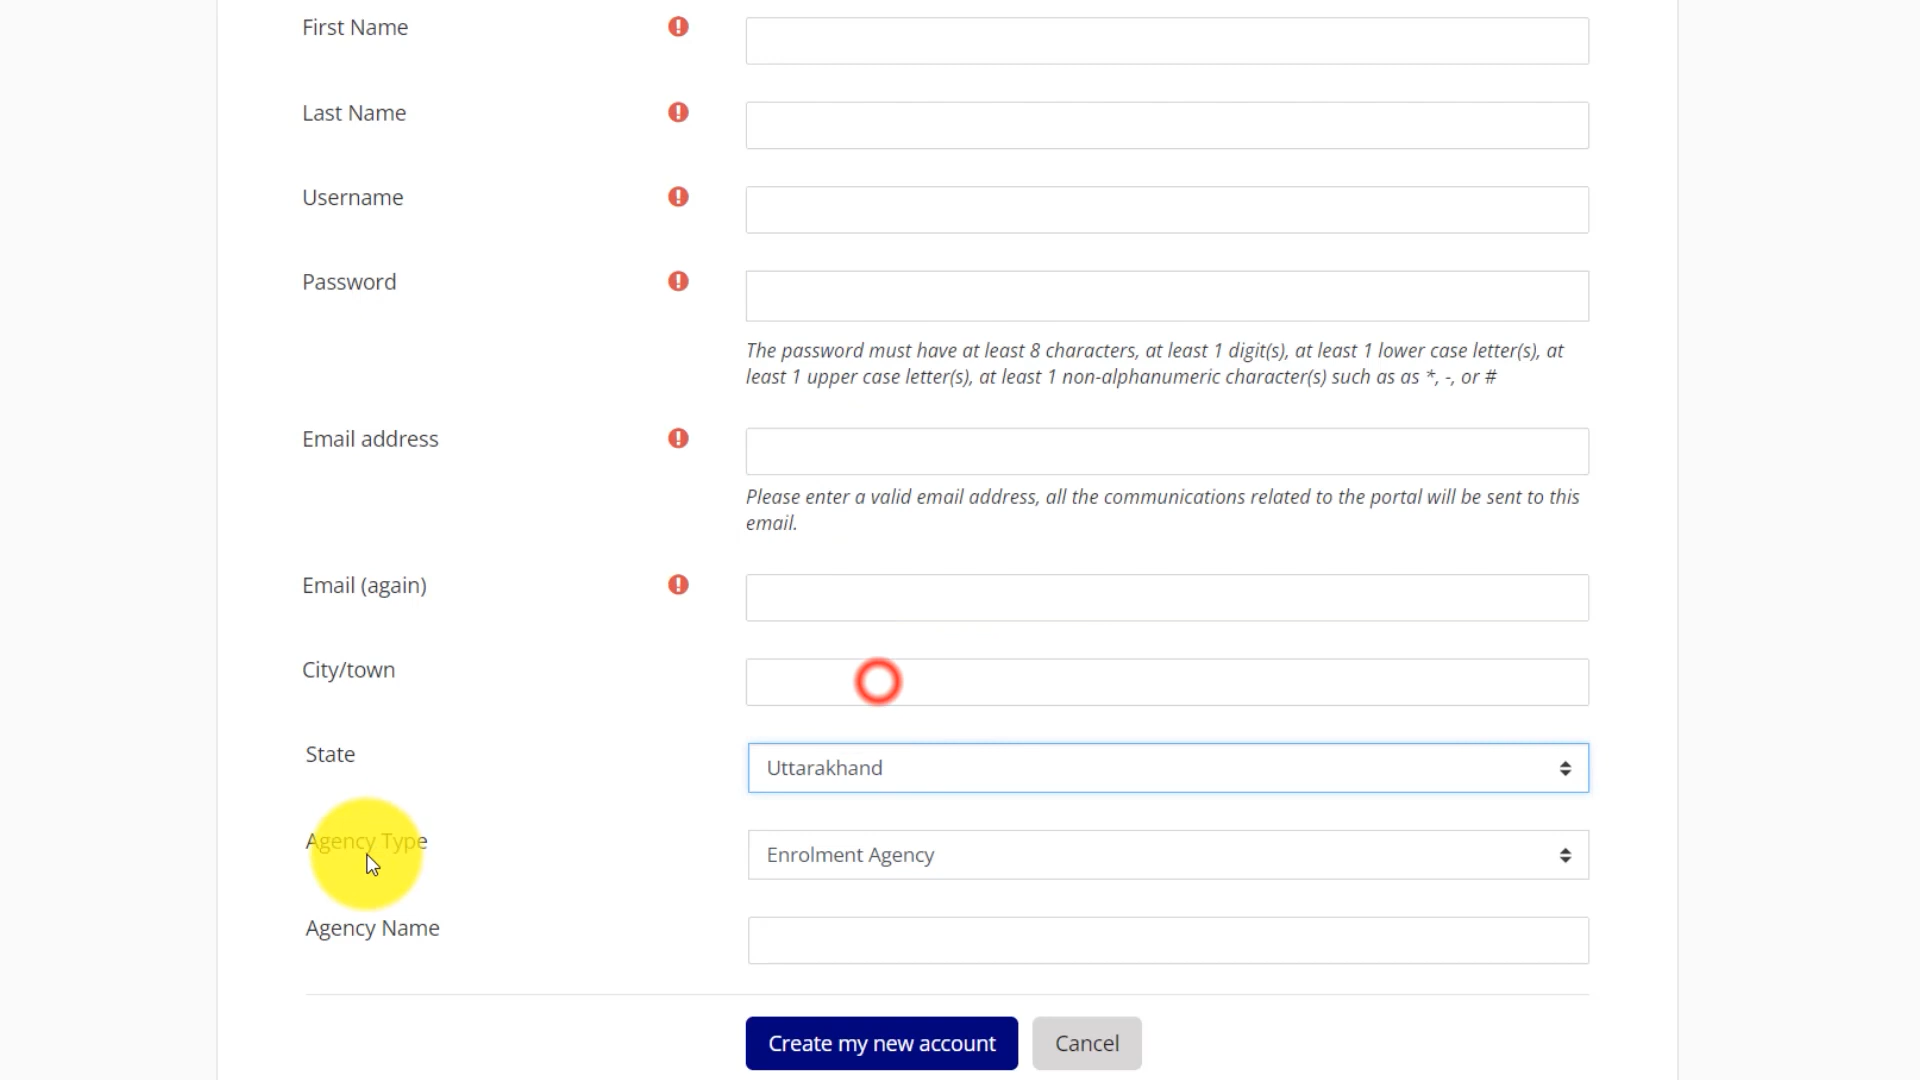 First Name
Last Name
Username
Password
The password must have at least 8 characters, at least 1 digit(s), at least 1 lower case letter(s), at
least 1 upper case letter(s), at least 1 non-alphanumeric character(s) such as as *, -, or #
Email address
Please enter a valid email address, all the communications related to the portal will be sent to this
email.
Email (again)
City/town
State
Uttarakhand
Agency Type
Enrolment Agency
Agency Name
Create my new account
Cancel